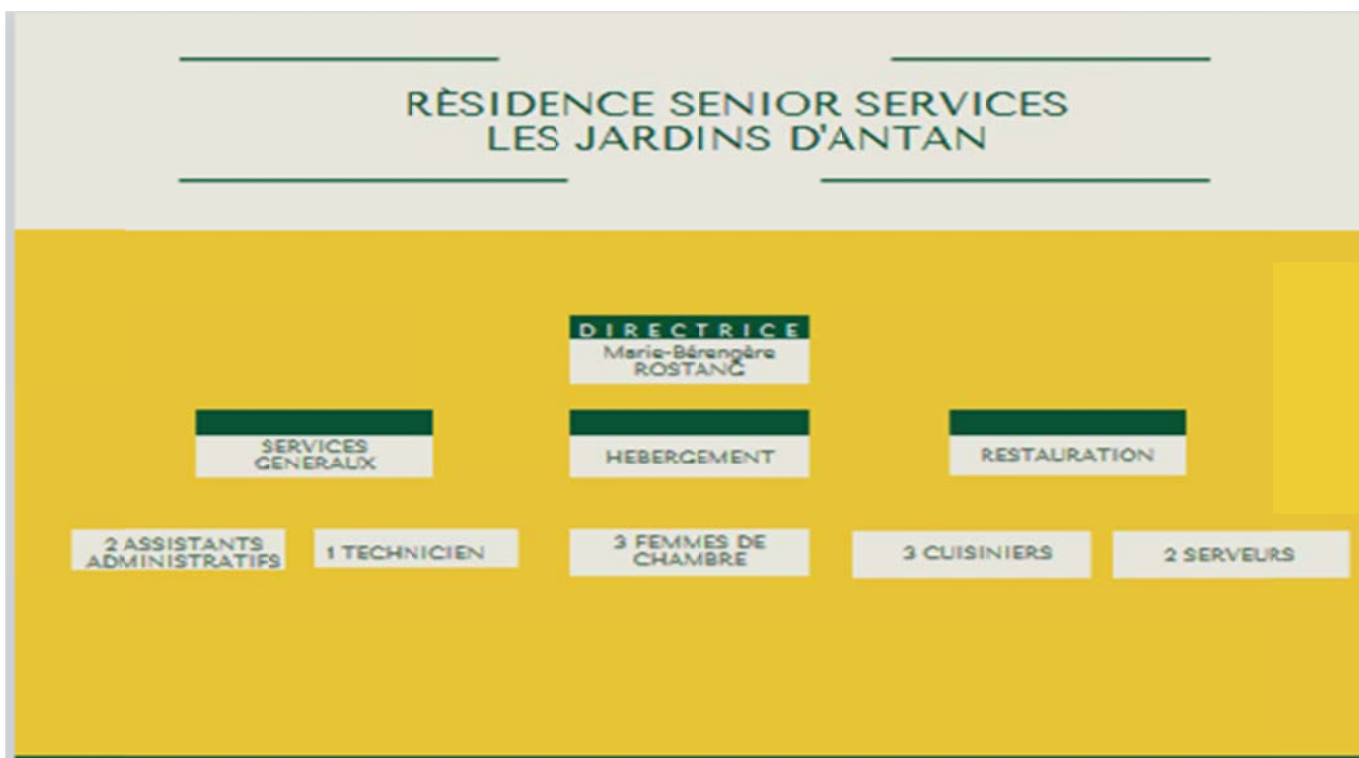 RÈSIDENCE SENIOR SERVICES
LES JARDINS D'ANTAN
DIRECTRICE
Marie-Bérengère
ROSTANG
SERVICES
GENERAUX
HEBERGEMENT
RESTAURATION
2 ASSISTANTS
ADMINISTRATIFS
1 TECHNICIEN
3 FEMMES DE
CHAMBRE
3 CUISINIERS
2 SERVEURS